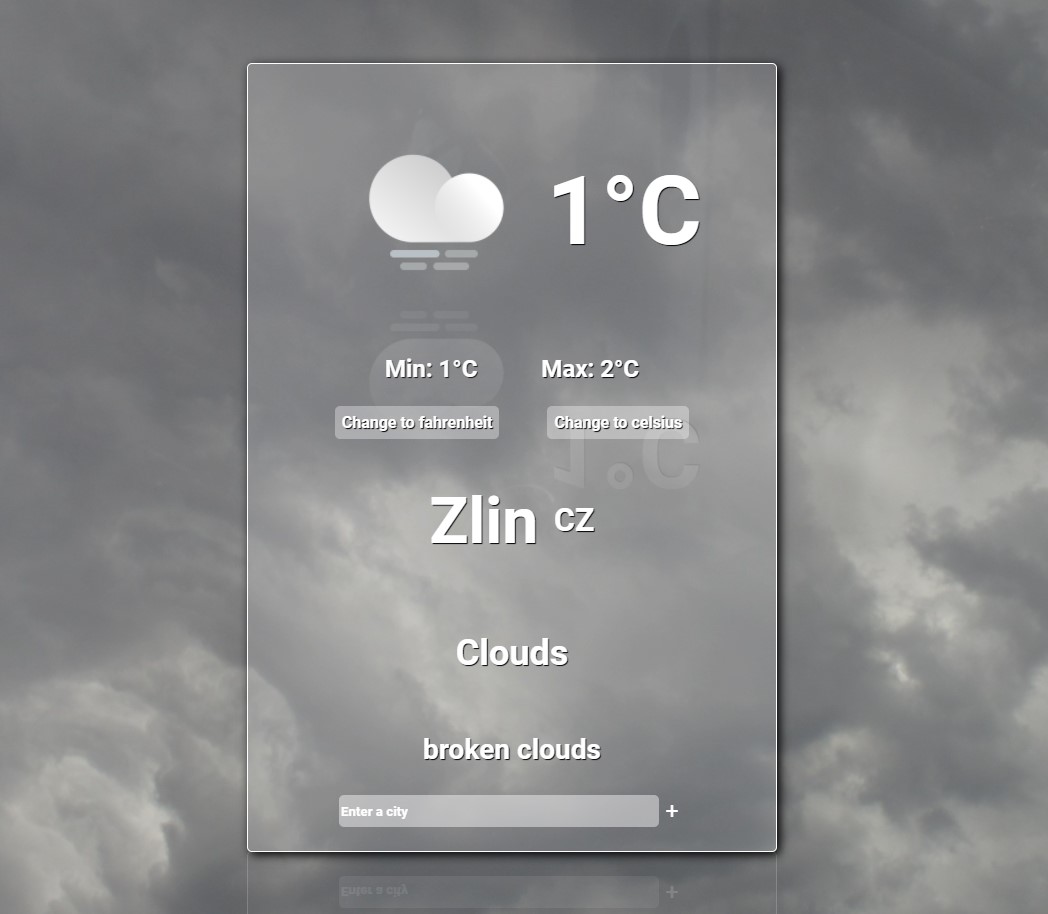 1°C
Min: 1°C Max: 2°C
Change to fahrenheit Change to celsius
Zlin CZ
Clouds
broken clouds
Enter a city +